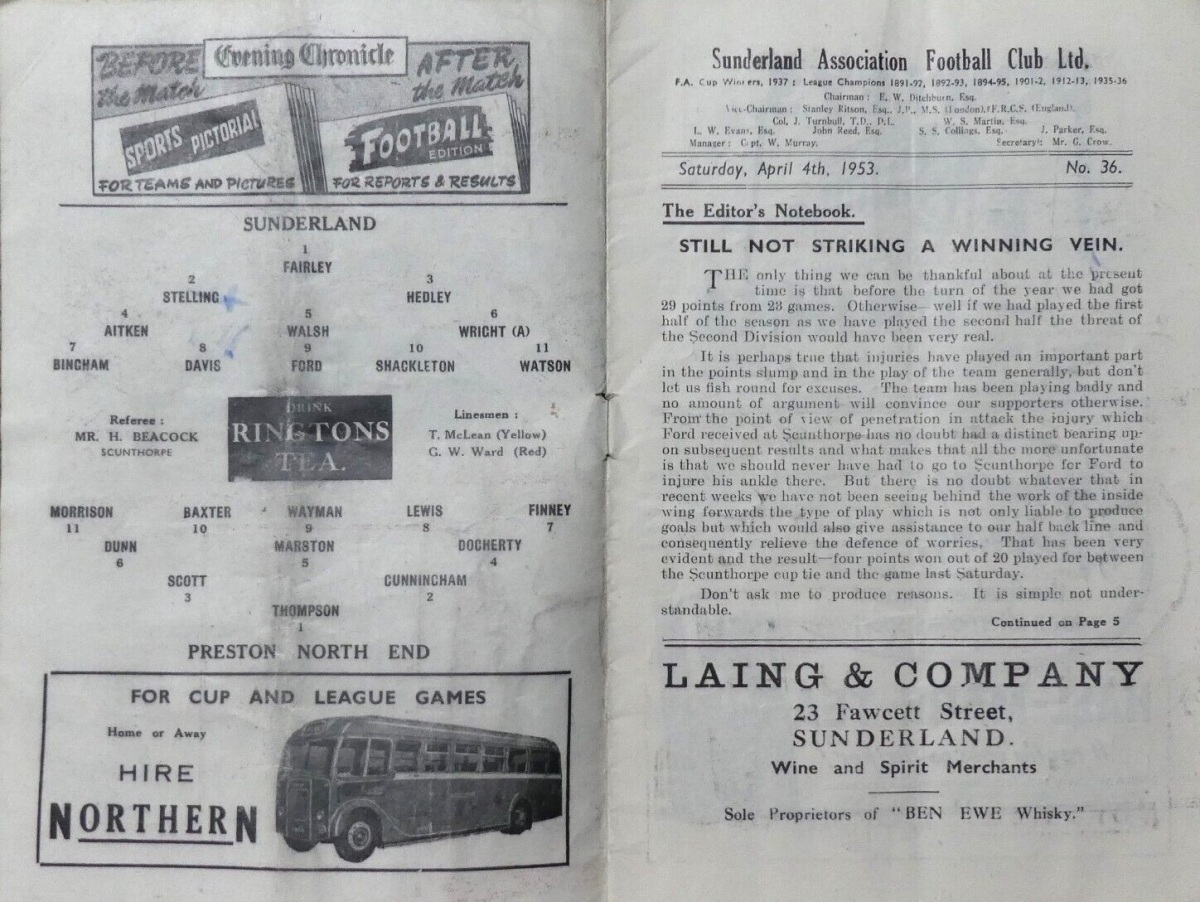 BEFORE the Match
Evening Chronicle
AFTER the Match
SPORTS PICTORIAL
FOOTBALL EDITION
FOR TEAMS AND PICTURES
FOR REPORTS & RESULTS
SUNDERLAND
1
FAIRLEY
2 3
STELLING HEDLEY
4 5 6
AITKEN WALSH WRIGHT (A)
7 8 9 10 11
BINGHAM DAVIS FORD SHACKLETON WATSON
Referee :
MR. H. BEACOCK
SCUNTHORPE
DRINK
RINGTONS
TEA.
Linesmen :
T. McLean (Yellow)
G. W. Ward (Red)
MORRISON BAXTER WAYMAN LEWIS FINNEY
11 10 9 8 7
DUNN MARSTON DOCHERTY
6 5 4
SCOTT CUNNINGHAM
3 2
THOMPSON
1
PRESTON NORTH END
FOR CUP AND LEAGUE GAMES
Home or Away
HIRE
NORTHERN
Sunderland Association Football Club Ltd.
F.A. Cup Winners, 1937 : League Champions 1891-92, 1892-93, 1894-95, 1901-2, 1912-13, 1935-36
Chairman : E. W. Ditchburn, Esq.
Vice-Chairman : Stanley Ritson, Esq., J.P., M.S. (London), F.R.C.S. (England).
Col. J. Turnbull, T.D., D.L. W. S. Martin, Esq.
L. W. Evans, Esq. John Reed, Esq. S. S. Collings, Esq. J. Parker, Esq.
Manager : Capt. W. Murray. Secretary : Mr. G. Crow.
Saturday, April 4th, 1953. No. 36.
The Editor's Notebook.
STILL NOT STRIKING A WINNING VEIN.
THE only thing we can be thankful about at the present
time is that before the turn of the year we had got
29 points from 23 games. Otherwise—well if we had played the first
half of the season as we have played the second half the threat of
the Second Division would have been very real.
It is perhaps true that injuries have played an important part
in the points slump and in the play of the team generally, but don't
let us fish round for excuses. The team has been playing badly and
no amount of argument will convince our supporters otherwise.
From the point of view of penetration in attack the injury which
Ford received at Scunthorpe has no doubt had a distinct bearing up-
on subsequent results and what makes that all the more unfortunate
is that we should never have had to go to Scunthorpe for Ford to
injure his ankle there. But there is no doubt whatever that in
recent weeks we have not been seeing behind the work of the inside
wing forwards the type of play which is not only liable to produce
goals but which would also give assistance to our half back line and
consequently relieve the defence of worries. That has been very
evident and the result—four points won out of 20 played for between
the Scunthorpe cup tie and the game last Saturday.
Don't ask me to produce reasons. It is simple not under-
standable.
Continued on Page 5
LAING & COMPANY
23 Fawcett Street,
SUNDERLAND.
Wine and Spirit Merchants
Sole Proprietors of "BEN EWE Whisky."